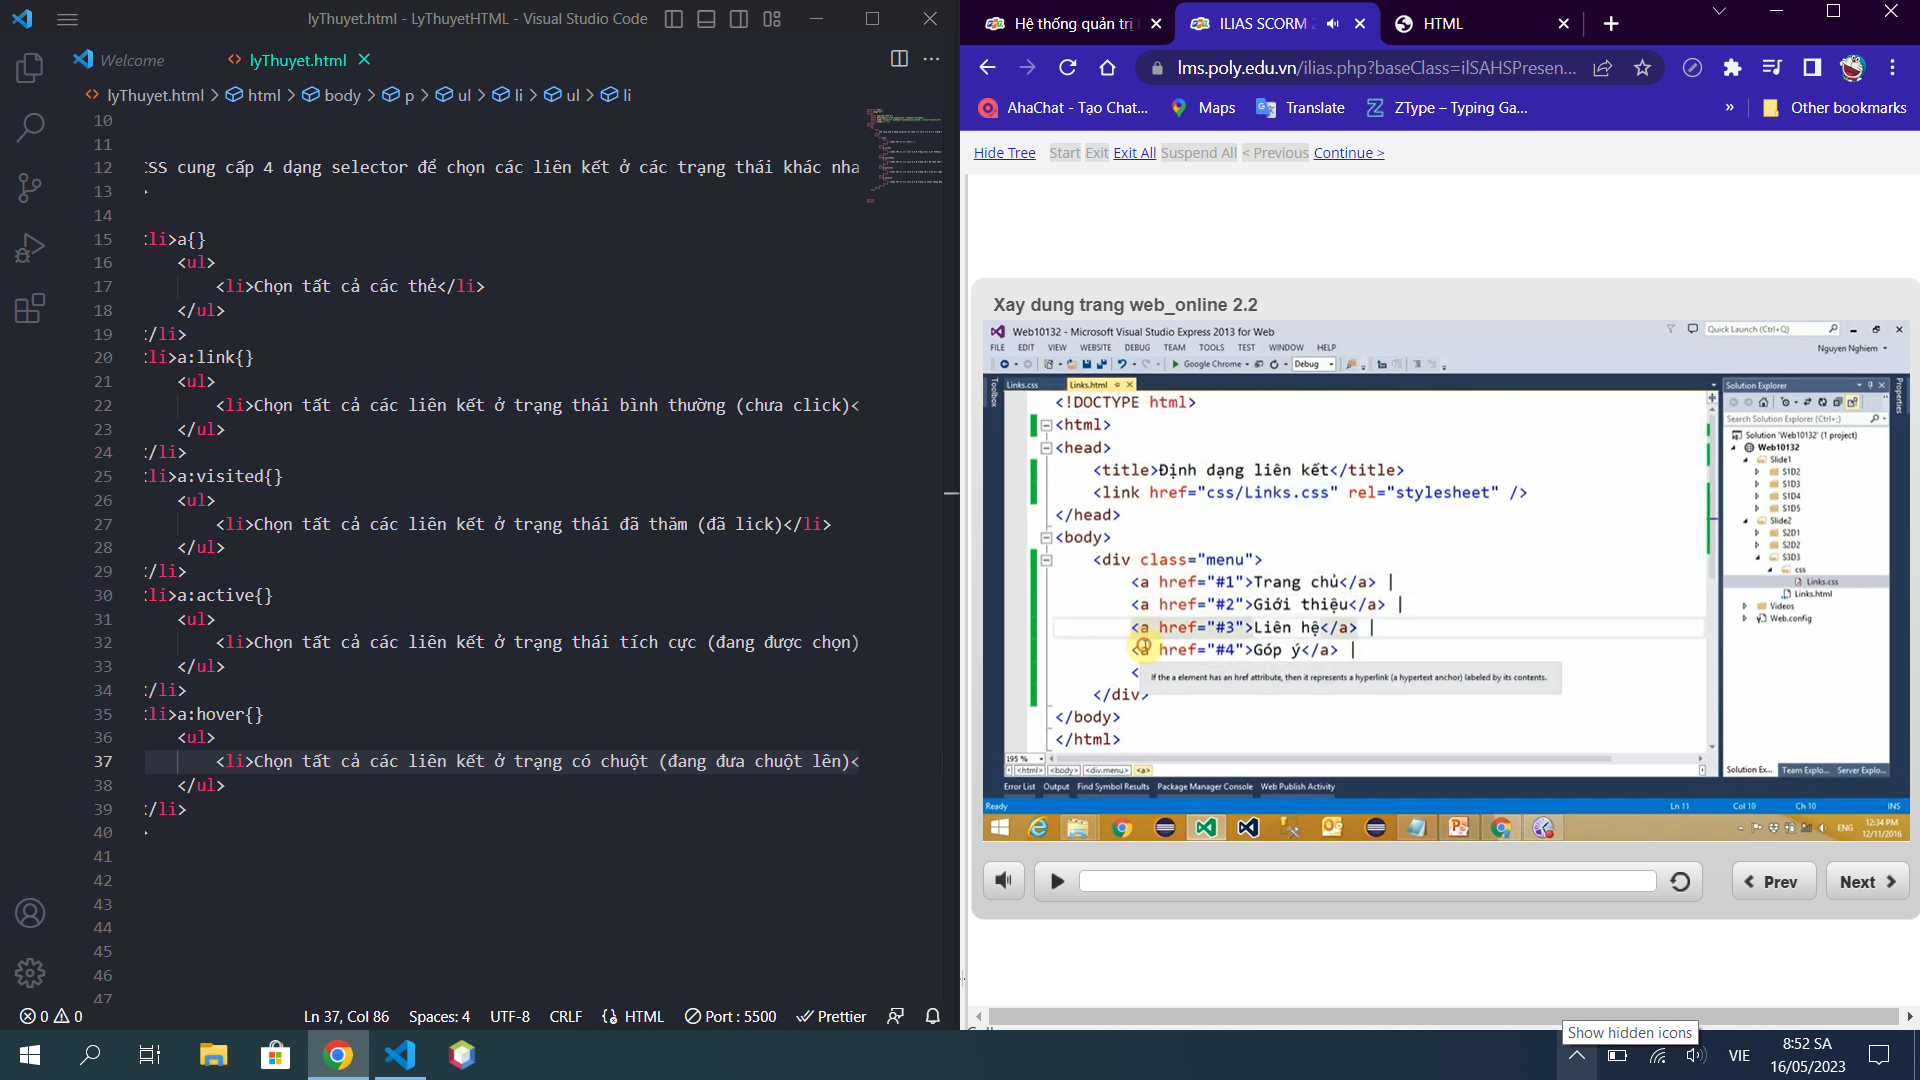 lyThuyet.html - LyThuyetHTML - Visual Studio Code
Welcome
lyThuyet.html
lyThuyet.html > html > body > p > ul > li > ul > li
10
11
12 CSS cung cấp 4 dạng selector để chọn các liên kết ở các trạng thái khác nha
13 >
14
15 <li>a{}
16 <ul>
17 <li>Chọn tất cả các thẻ</li>
18 </ul>
19 </li>
20 <li>a:link{}
21 <ul>
22 <li>Chọn tất cả các liên kết ở trạng thái bình thường (chưa click)<
23 </ul>
24 </li>
25 <li>a:visited{}
26 <ul>
27 <li>Chọn tất cả các liên kết ở trạng thái đã thăm (đã lick)</li>
28 </ul>
29 </li>
30 <li>a:active{}
31 <ul>
32 <li>Chọn tất cả các liên kết ở trạng thái tích cực (đang được chọn)
33 </ul>
34 </li>
35 <li>a:hover{}
36 <ul>
37 <li>Chọn tất cả các liên kết ở trạng có chuột (đang đưa chuột lên)<
38 </ul>
39 </li>
40 >
41
42
43
44
45
46
47
0 0
Ln 37, Col 86 Spaces: 4 UTF-8 CRLF HTML Port : 5500 Prettier
Hệ thống quản trị
ILIAS SCORM 2
HTML
lms.poly.edu.vn/ilias.php?baseClass=ilSAHSPresen...
AhaChat - Tạo Chat... Maps Translate ZType – Typing Ga... » Other bookmarks
Hide Tree Start Exit Exit All Suspend All < Previous Continue >
Xay dung trang web_online 2.2
Web10132 - Microsoft Visual Studio Express 2013 for Web
Quick Launch (Ctrl+Q)
FILE EDIT VIEW WEBSITE DEBUG TEAM TOOLS TEST WINDOW HELP
Nguyen Nghiem
Google Chrome Debug
Toolbox
Links.css Links.html
<!DOCTYPE html>
<html>
<head>
<title>Định dạng liên kết</title>
<link href="css/Links.css" rel="stylesheet" />
</head>
<body>
<div class="menu">
<a href="#1">Trang chủ</a> |
<a href="#2">Giới thiệu</a> |
<a href="#3">Liên hệ</a> |
<a href="#4">Góp ý</a> |
<
If the a element has an href attribute, then it represents a hyperlink (a hypertext anchor) labeled by its contents.
</div>
</body>
</html>
195 %
<html> <body> <div.menu> <a>
Solution Explorer
Properties
Search Solution Explorer (Ctrl+;)
Solution 'Web10132' (1 project)
Web10132
Slide1
S1D2
S1D3
S1D4
S1D5
Slide2
S2D1
S2D2
S3D3
css
Links.css
Links.html
Videos
Web.config
Solution Ex... Team Explo... Server Explo...
Error List Output Find Symbol Results Package Manager Console Web Publish Activity
Ready Ln 11 Col 10 Ch 10 INS
ENG 12:34 PM
12/11/2016
Prev
Next
Show hidden icons
VIE
8:52 SA
16/05/2023